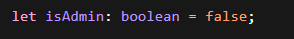 let isAdmin: boolean = false;